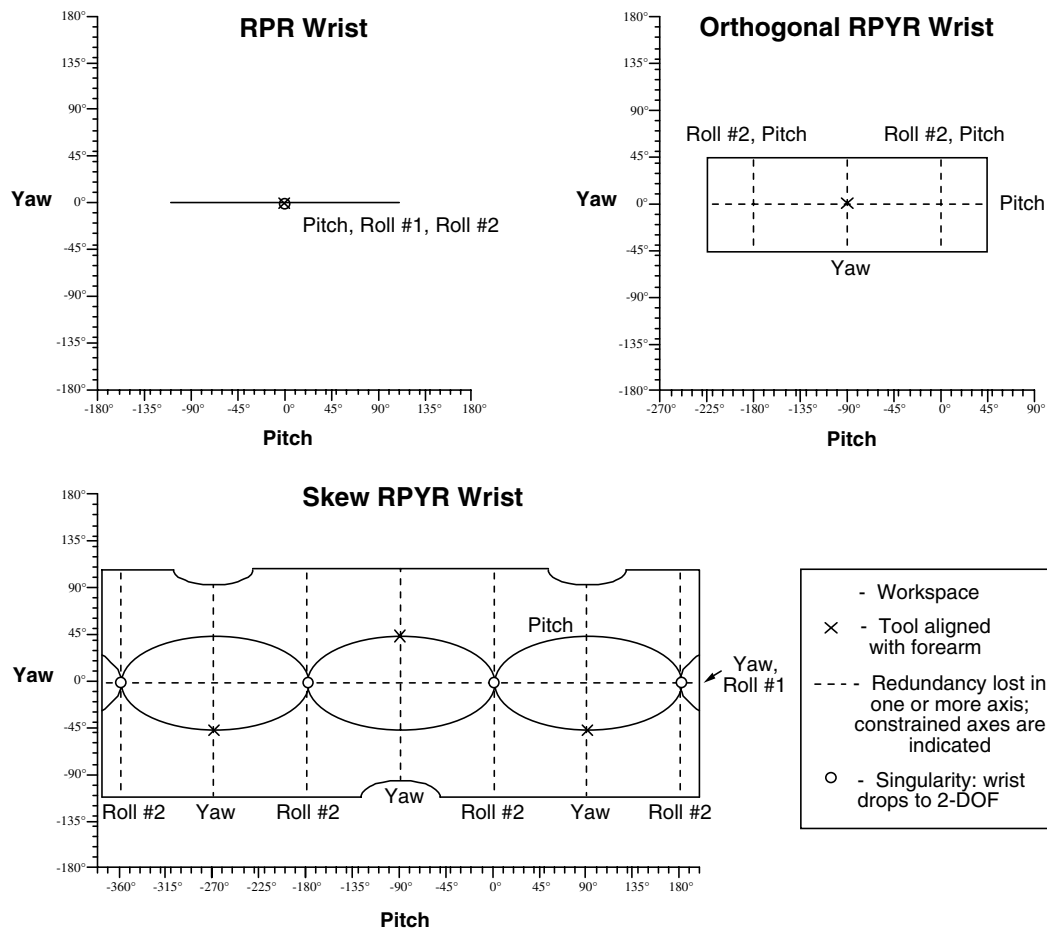 RPR Wrist
180°
135°
90°
45°
Yaw 0°
-45°
-90°
-135°
-180°
Pitch, Roll #1, Roll #2
-180° -135° -90° -45° 0° 45° 90° 135° 180°
Pitch
Orthogonal RPYR Wrist
180°
135°
90°
45°
Yaw 0°
-45°
-90°
-135°
-180°
Roll #2, Pitch Roll #2, Pitch
Pitch
Yaw
-270° -225° -180° -135° -90° -45° 0° 45° 90°
Pitch
Skew RPYR Wrist
180°
135°
90°
45°
Yaw 0°
-45°
-90°
-135°
-180°
Pitch
Yaw,
Roll #1
Roll #2 Yaw Roll #2 Yaw Roll #2 Yaw Roll #2
-360° -315° -270° -225° -180° -135° -90° -45° 0° 45° 90° 135° 180°
Pitch
- Workspace
- Tool aligned
with forearm
- Redundancy lost in
one or more axis;
constrained axes are
indicated
- Singularity: wrist
drops to 2-DOF